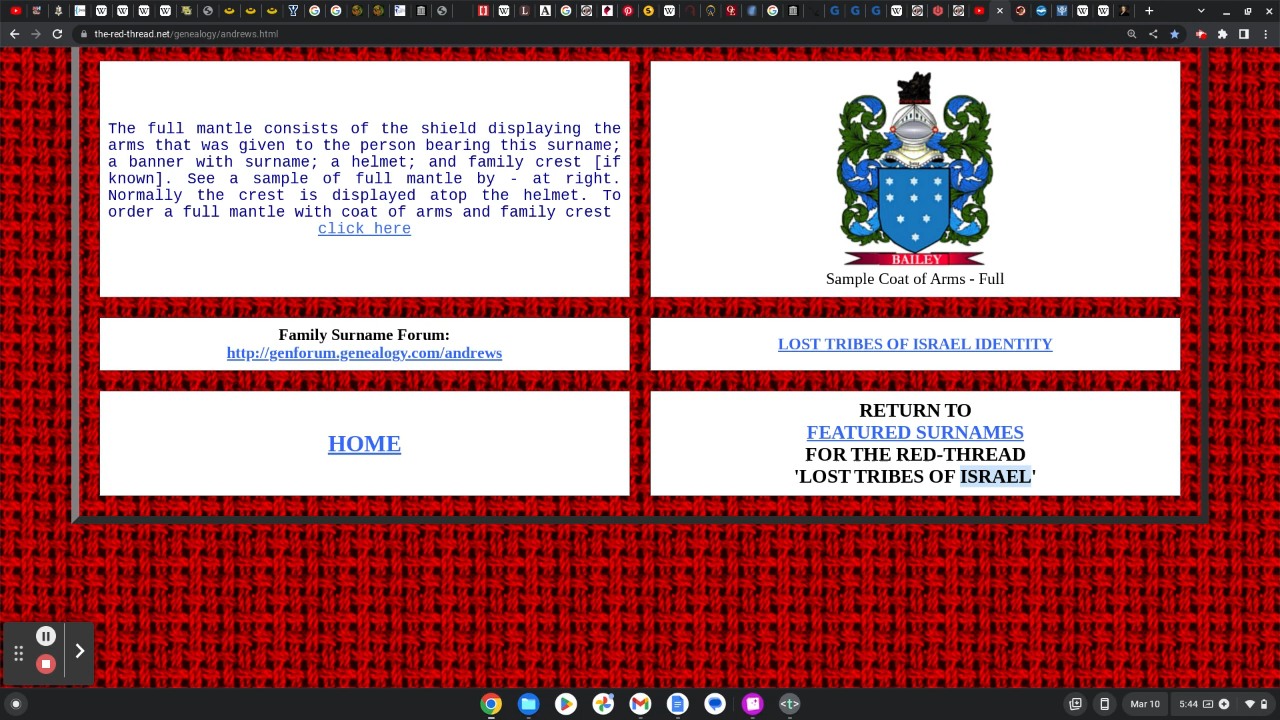 the-red-thread.net/genealogy/andrews.html
The full mantle consists of the shield displaying the
arms that was given to the person bearing this surname;
a banner with surname; a helmet; and family crest [if
known]. See a sample of full mantle by - at right.
Normally the crest is displayed atop the helmet. To
order a full mantle with coat of arms and family crest
click here
BAILEY
Sample Coat of Arms - Full
Family Surname Forum:
http://genforum.genealogy.com/andrews
LOST TRIBES OF ISRAEL IDENTITY
HOME
RETURN TO
FEATURED SURNAMES
FOR THE RED-THREAD
'LOST TRIBES OF ISRAEL'
Mar 10
5:44